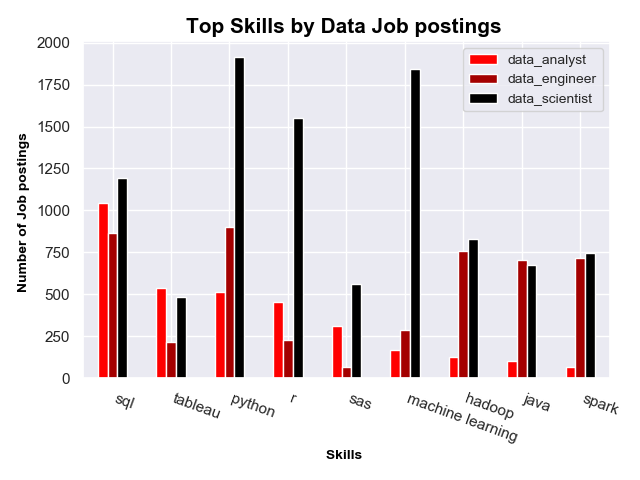 Top Skills by Data Job postings
data_analyst
data_engineer
data_scientist
Number of Job postings
2000
1750
1500
1250
1000
750
500
250
0
sql
tableau
python
r
sas
machine learning
hadoop
java
spark
Skills